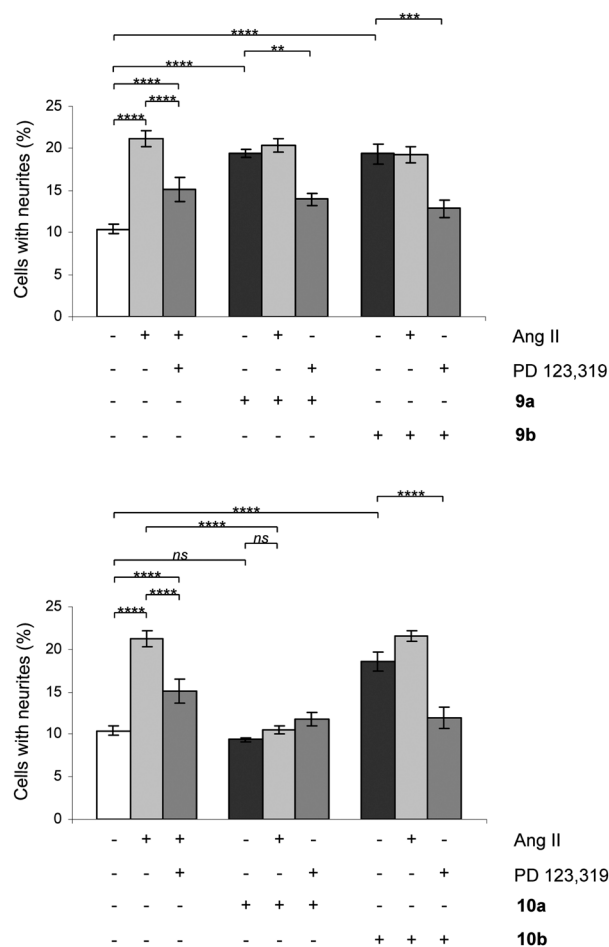 ****
***
****
**
****
****
****
Cells with neurites (%)
25
20
15
10
5
0
- + + - + - - + - Ang II
- - + - - + - - + PD 123,319
- - - + + + - - - 9a
- - - - - - + + + 9b
****
****
****
ns
ns
****
****
****
Cells with neurites (%)
25
20
15
10
5
0
- + + - + - - + - Ang II
- - + - - + - - + PD 123,319
- - - + + + - - - 10a
- - - - - - + + + 10b